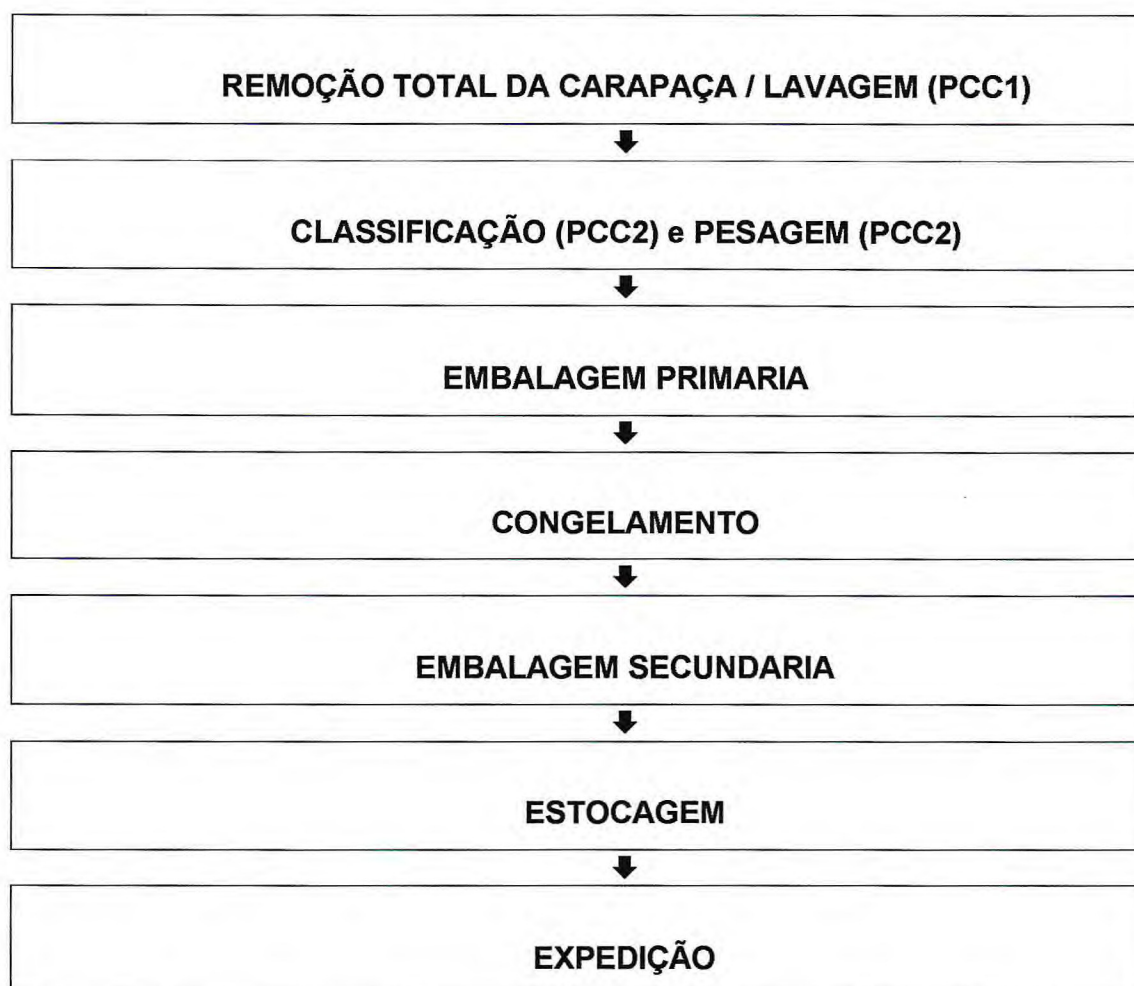 REMOÇÃO TOTAL DA CARAPAÇA / LAVAGEM (PCC1)
CLASSIFICAÇÃO (PCC2) e PESAGEM (PCC2)
EMBALAGEM PRIMARIA
CONGELAMENTO
EMBALAGEM SECUNDARIA
ESTOCAGEM
EXPEDIÇÃO